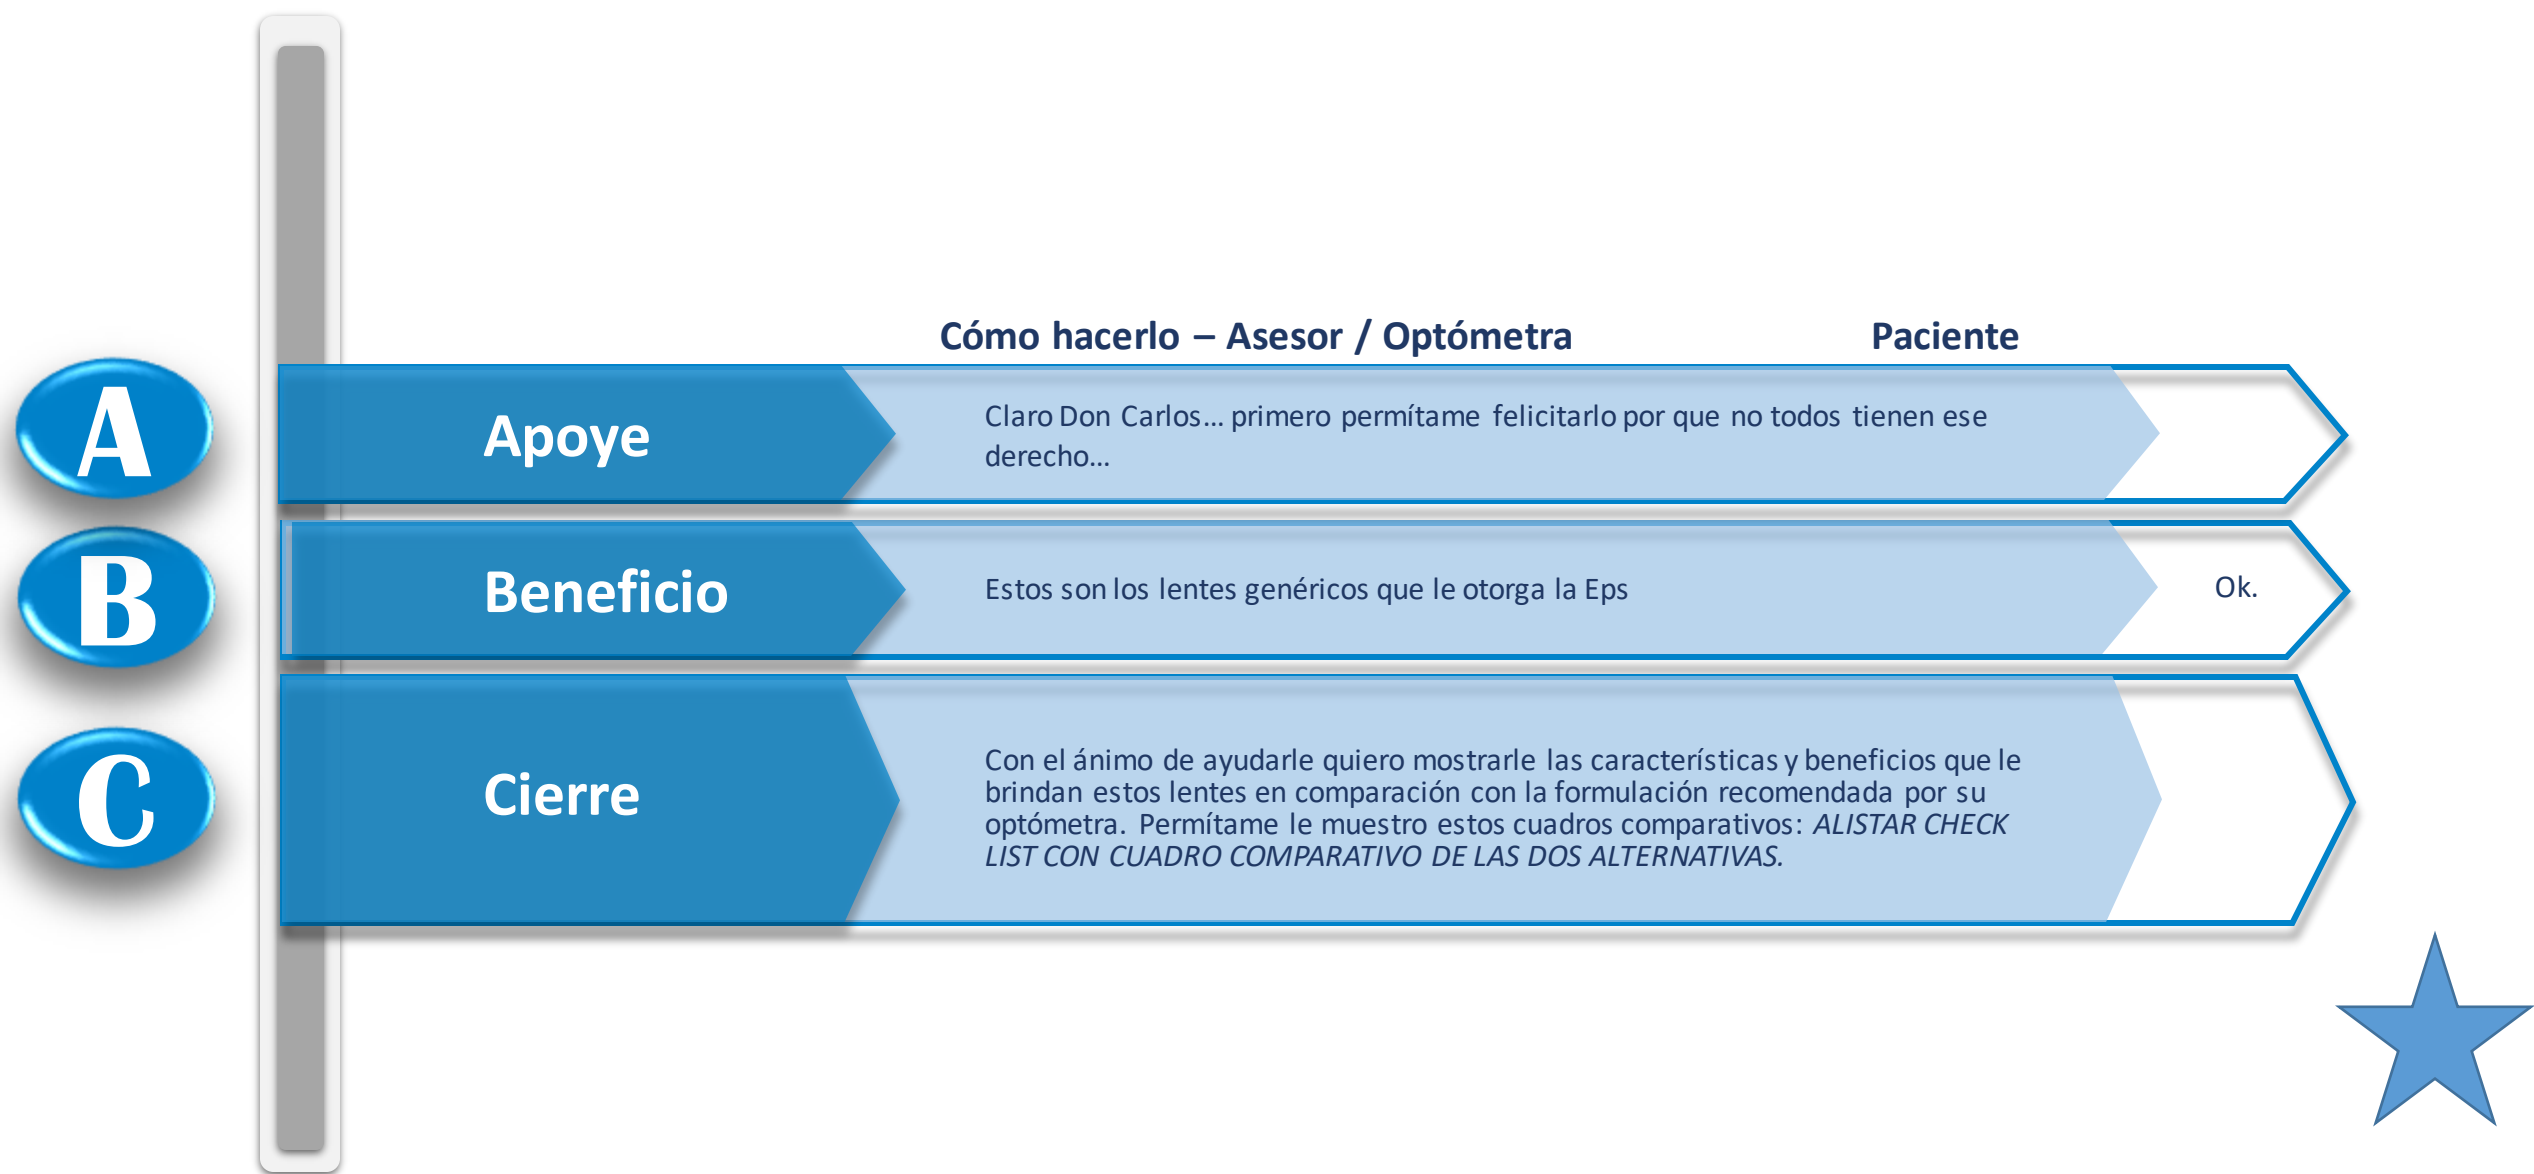 Cómo hacerlo – Asesor / Optómetra Paciente
A
Apoye
Claro Don Carlos... primero permítame felicitarlo por que no todos tienen ese
derecho...
B
Beneficio
Estos son los lentes genéricos que le otorga la Eps
Ok.
C
Cierre
Con el ánimo de ayudarle quiero mostrarle las características y beneficios que le
brindan estos lentes en comparación con la formulación recomendada por su
optómetra. Permítame le muestro estos cuadros comparativos: ALISTAR CHECK
LIST CON CUADRO COMPARATIVO DE LAS DOS ALTERNATIVAS.